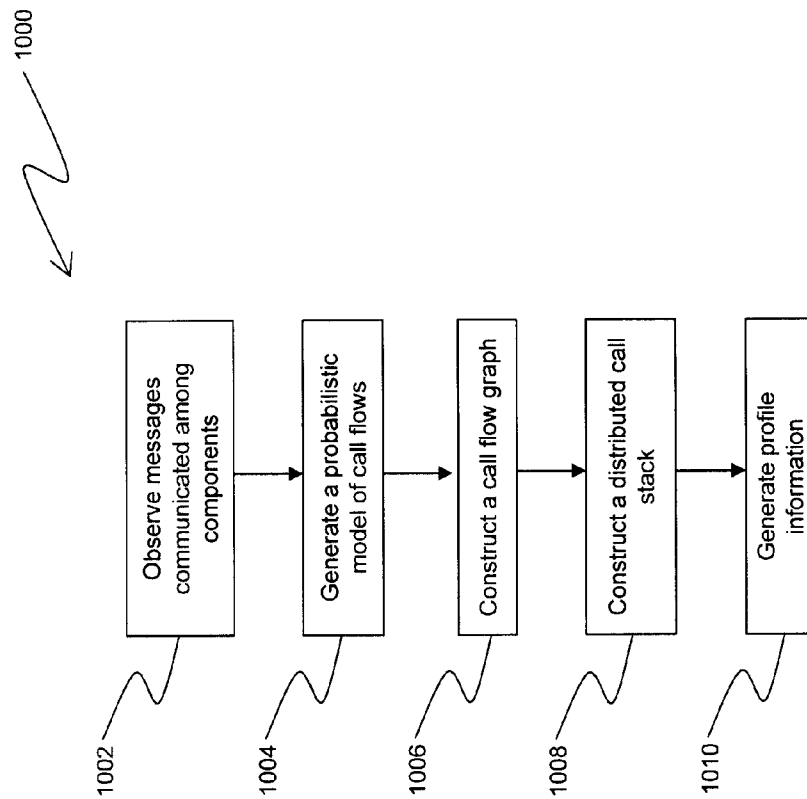 1000
1002
Observe messages
communicated among
components
1004
Generate a probabilistic
model of call flows
1006
Construct a call flow graph
1008
Construct a distributed call
stack
1010
Generate profile
information